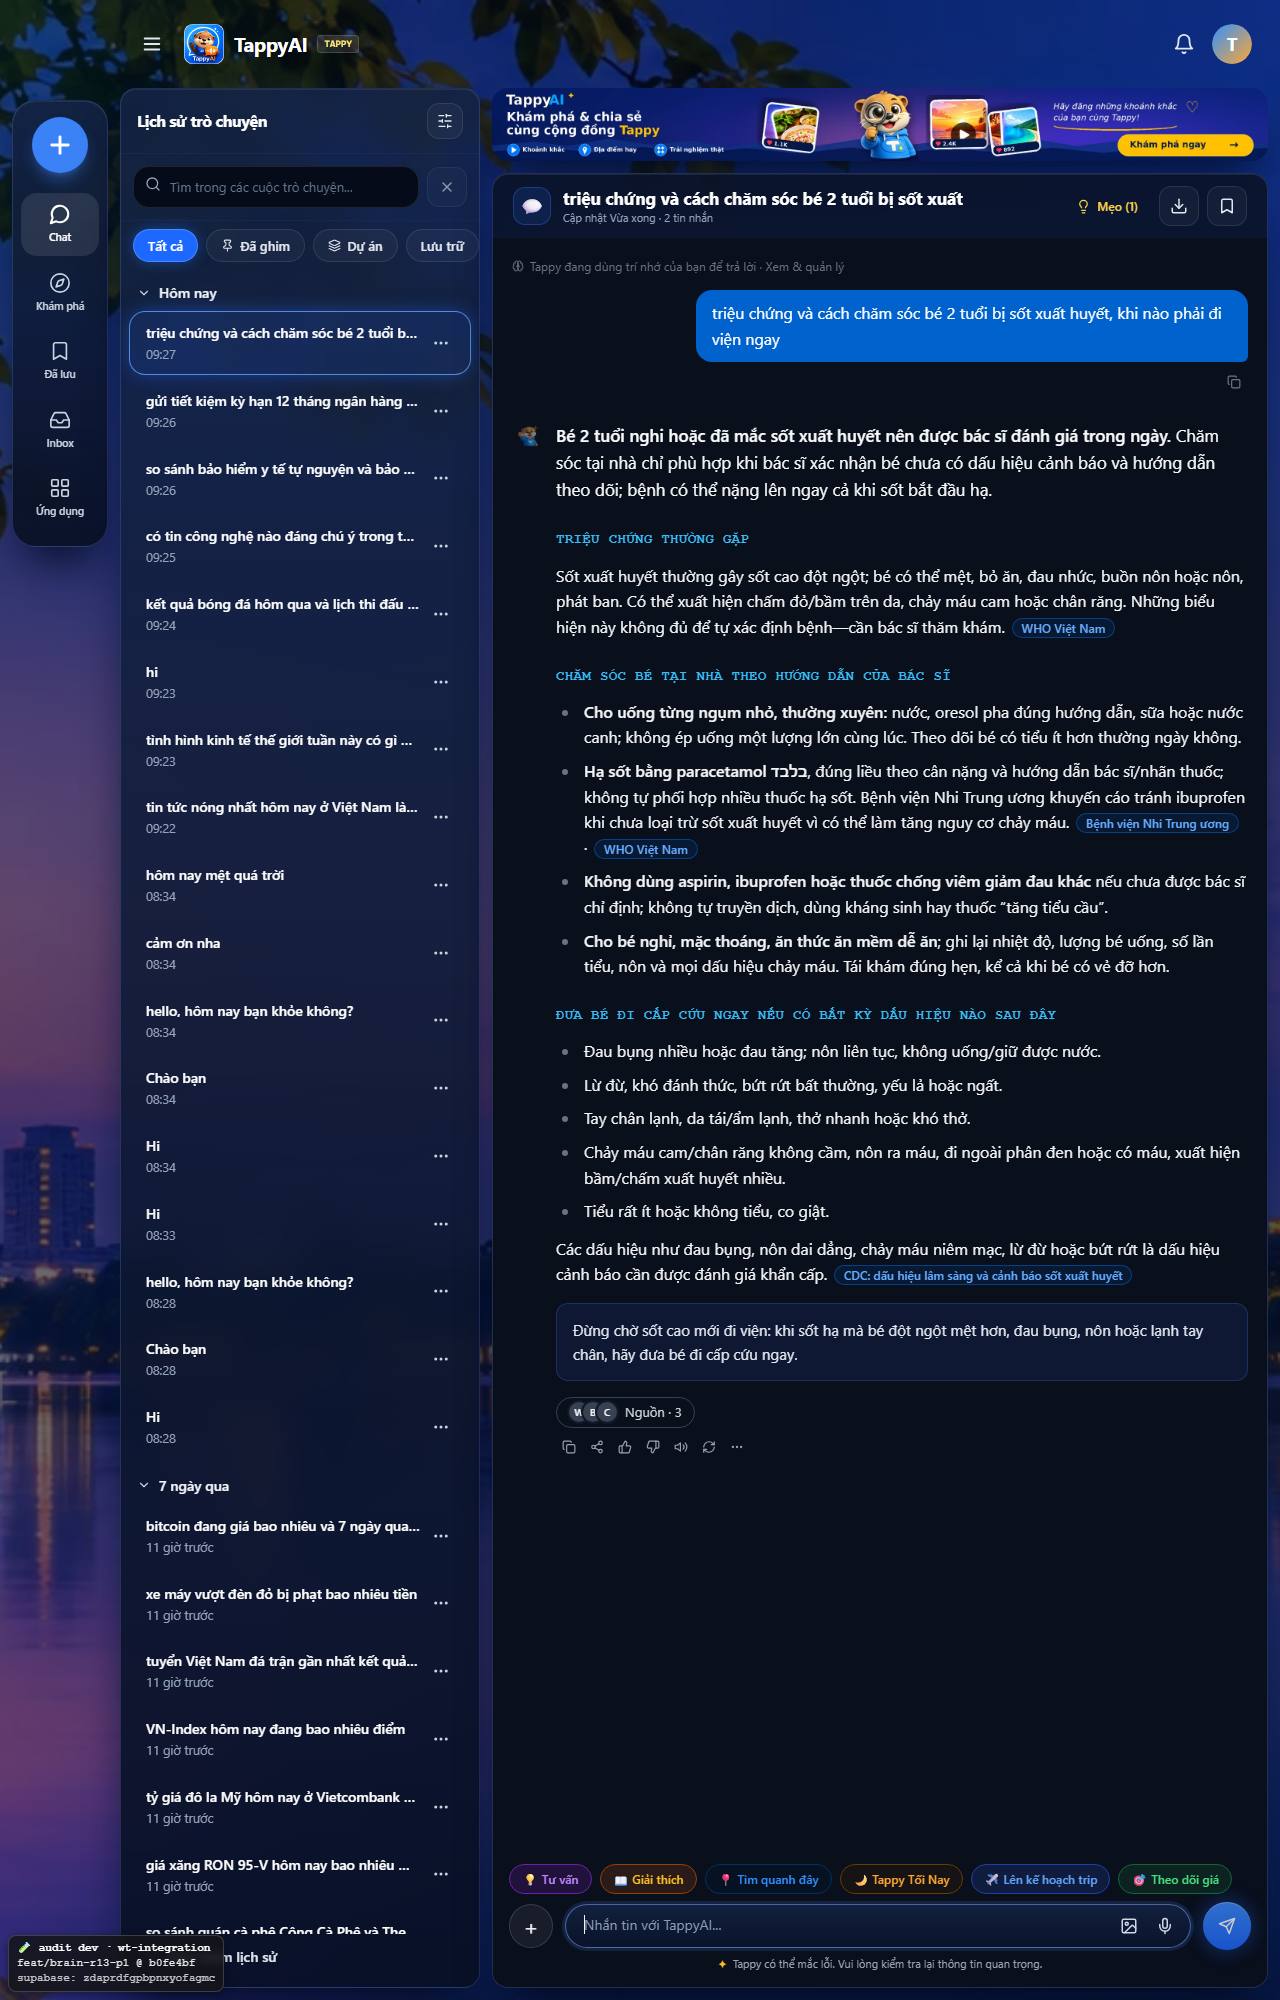 TappyAI
TAPPY
T
Chat
Khám phá
Đã lưu
Inbox
Ứng dụng
Lịch sử trò chuyện
Tìm trong các cuộc trò chuyện...
Tất cả
Đã ghim
Dự án
Lưu trữ
Hôm nay
triệu chứng và cách chăm sóc bé 2 tuổi b...
09:27
gửi tiết kiệm kỳ hạn 12 tháng ngân hàng ...
09:26
so sánh bảo hiểm y tế tự nguyện và bảo ...
09:26
có tin công nghệ nào đáng chú ý trong t...
09:25
kết quả bóng đá hôm qua và lịch thi đấu ...
09:24
hi
09:23
tình hình kinh tế thế giới tuần này có gì ...
09:23
tin tức nóng nhất hôm nay ở Việt Nam là...
09:22
hôm nay mệt quá trời
08:34
cảm ơn nha
08:34
hello, hôm nay bạn khỏe không?
08:34
Chào bạn
08:34
Hi
08:34
Hi
08:33
hello, hôm nay bạn khỏe không?
08:28
Chào bạn
08:28
Hi
08:28
7 ngày qua
bitcoin đang giá bao nhiêu và 7 ngày qua...
11 giờ trước
xe máy vượt đèn đỏ bị phạt bao nhiêu tiền
11 giờ trước
tuyển Việt Nam đá trận gần nhất kết quả...
11 giờ trước
VN-Index hôm nay đang bao nhiêu điểm
11 giờ trước
tỷ giá đô la Mỹ hôm nay ở Vietcombank ...
11 giờ trước
giá xăng RON 95-V hôm nay bao nhiêu ...
11 giờ trước
so sánh quán cà phê Cộng Cà Phê và The
lịch sử
audit dev · wt-integration
feat/brain-r13-p1 @ b0fe4bf
supabase: zdaprdfgpbpnxyofagmc
TappyAI
Khám phá & chia sẻ
cùng cộng đồng Tappy
Khoảnh khắc
Địa điểm hay
Trải nghiệm thật
1.1K
2.4K
892
Hãy đăng những khoảnh khắc
của bạn cùng Tappy!
Khám phá ngay →
triệu chứng và cách chăm sóc bé 2 tuổi bị sốt xuất
Cập nhật Vừa xong · 2 tin nhắn
Mẹo (1)
Tappy đang dùng trí nhớ của bạn để trả lời · Xem & quản lý
triệu chứng và cách chăm sóc bé 2 tuổi bị sốt xuất huyết, khi nào phải đi
viện ngay
Bé 2 tuổi nghi hoặc đã mắc sốt xuất huyết nên được bác sĩ đánh giá trong ngày. Chăm
sóc tại nhà chỉ phù hợp khi bác sĩ xác nhận bé chưa có dấu hiệu cảnh báo và hướng dẫn
theo dõi; bệnh có thể nặng lên ngay cả khi sốt bắt đầu hạ.
TRIỆU CHỨNG THƯỜNG GẶP
Sốt xuất huyết thường gây sốt cao đột ngột; bé có thể mệt, bỏ ăn, đau nhức, buồn nôn hoặc nôn,
phát ban. Có thể xuất hiện chấm đỏ/bầm trên da, chảy máu cam hoặc chân răng. Những biểu
hiện này không đủ để tự xác định bệnh—cần bác sĩ thăm khám. WHO Việt Nam
CHĂM SÓC BÉ TẠI NHÀ THEO HƯỚNG DẪN CỦA BÁC SĨ
Cho uống từng ngụm nhỏ, thường xuyên: nước, oresol pha đúng hướng dẫn, sữa hoặc nước
canh; không ép uống một lượng lớn cùng lúc. Theo dõi bé có tiểu ít hơn thường ngày không.
Hạ sốt bằng paracetamol בלבד, đúng liều theo cân nặng và hướng dẫn bác sĩ/nhãn thuốc;
không tự phối hợp nhiều thuốc hạ sốt. Bệnh viện Nhi Trung ương khuyến cáo tránh ibuprofen
khi chưa loại trừ sốt xuất huyết vì có thể làm tăng nguy cơ chảy máu. Bệnh viện Nhi Trung ương
· WHO Việt Nam
Không dùng aspirin, ibuprofen hoặc thuốc chống viêm giảm đau khác nếu chưa được bác sĩ
chỉ định; không tự truyền dịch, dùng kháng sinh hay thuốc “tăng tiểu cầu”.
Cho bé nghỉ, mặc thoáng, ăn thức ăn mềm dễ ăn; ghi lại nhiệt độ, lượng bé uống, số lần
tiểu, nôn và mọi dấu hiệu chảy máu. Tái khám đúng hẹn, kể cả khi bé có vẻ đỡ hơn.
ĐƯA BÉ ĐI CẤP CỨU NGAY NẾU CÓ BẤT KỲ DẤU HIỆU NÀO SAU ĐÂY
Đau bụng nhiều hoặc đau tăng; nôn liên tục, không uống/giữ được nước.
Lừ đừ, khó đánh thức, bứt rứt bất thường, yếu lả hoặc ngất.
Tay chân lạnh, da tái/ẩm lạnh, thở nhanh hoặc khó thở.
Chảy máu cam/chân răng không cầm, nôn ra máu, đi ngoài phân đen hoặc có máu, xuất hiện
bầm/chấm xuất huyết nhiều.
Tiểu rất ít hoặc không tiểu, co giật.
Các dấu hiệu như đau bụng, nôn dai dẳng, chảy máu niêm mạc, lừ đừ hoặc bứt rứt là dấu hiệu
cảnh báo cần được đánh giá khẩn cấp. CDC: dấu hiệu lâm sàng và cảnh báo sốt xuất huyết
Đừng chờ sốt cao mới đi viện: khi sốt hạ mà bé đột ngột mệt hơn, đau bụng, nôn hoặc lạnh tay
chân, hãy đưa bé đi cấp cứu ngay.
W B C Nguồn · 3
Tư vấn
Giải thích
Tìm quanh đây
Tappy Tối Nay
Lên kế hoạch trip
Theo dõi giá
Nhắn tin với TappyAI...
Tappy có thể mắc lỗi. Vui lòng kiểm tra lại thông tin quan trọng.